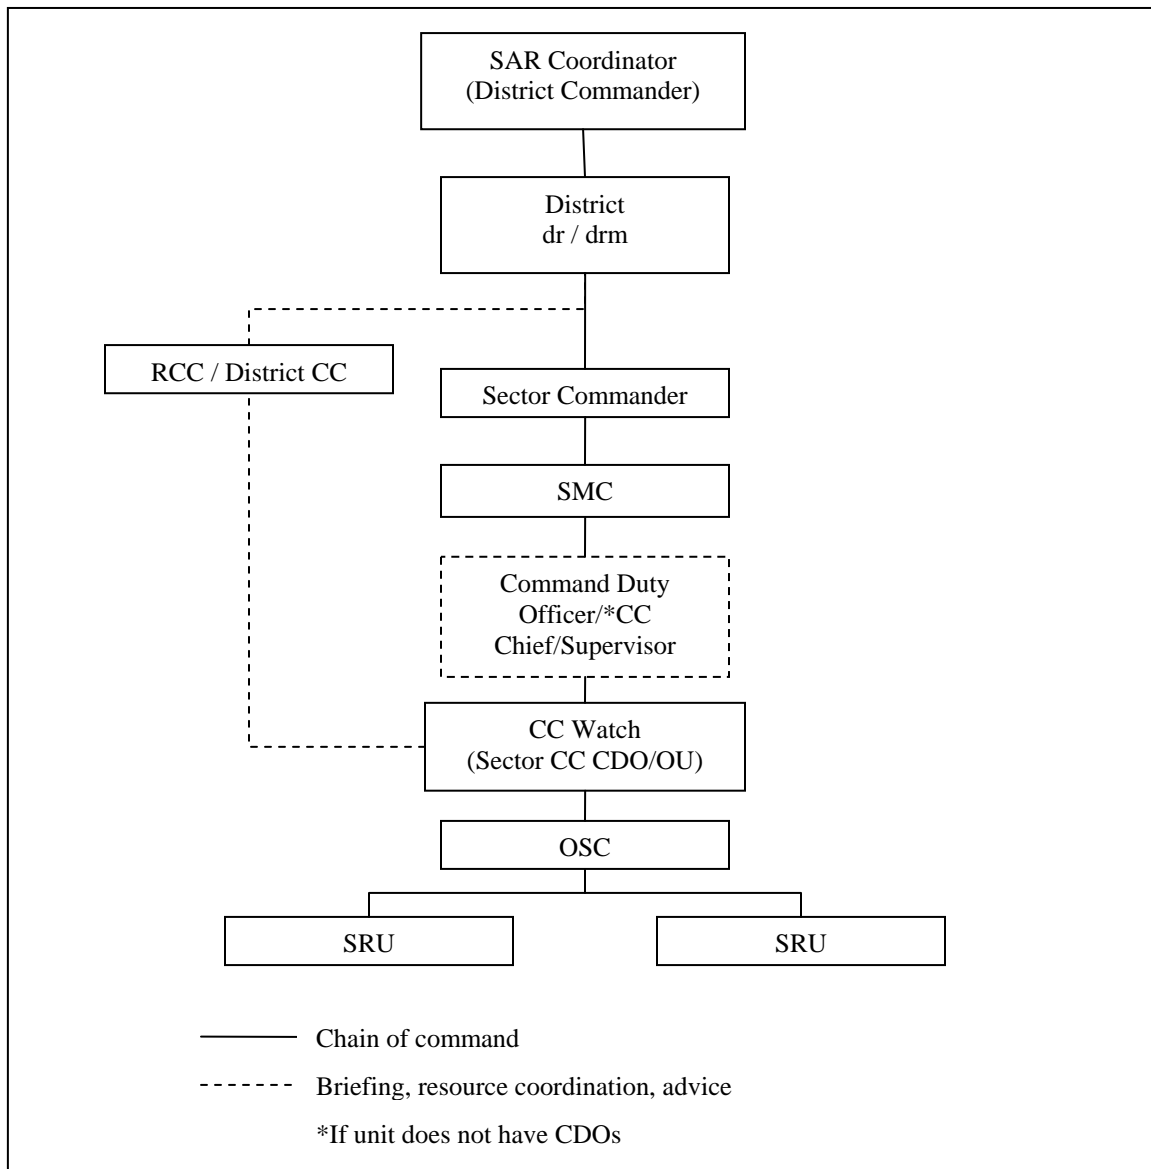 SAR Coordinator
(District Commander)
District
dr / drm
RCC / District CC
Sector Commander
SMC
Command Duty
Officer/*CC
Chief/Supervisor
CC Watch
(Sector CC CDO/OU)
OSC
SRU
SRU
Chain of command
Briefing, resource coordination, advice
*If unit does not have CDOs